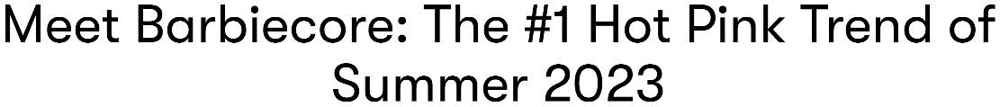 Meet Barbiecore: The #1 Hot Pink Trend of
Summer 2023